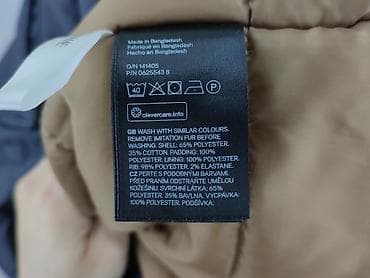 Made in Bangladesh
Fabriqué en Bangladesh
Hecho en Bangladesh
O/N 141405
P/N 0625543 8
40 P
clevercare.info
GB WASH WITH SIMILAR COLOURS.
REMOVE IMITATION FUR BEFORE
WASHING. SHELL: 65% POLYESTER,
35% COTTON. PADDING: 100%
POLYESTER. LINING: 100% POLYESTER.
RIB: 98% POLYESTER, 2% ELASTANE.
CZ PERTE S PODOBNÝMI BARVAMI.
PŘED PRANÍM ODSTRAŇTE UMĚLOU
KOŽEŠINU. SVRCHNÍ LÁTKA: 65%
POLYESTER, 35% BAVLNA. VYCPÁVKA:
100% POLYESTER. PODŠÍVKA: